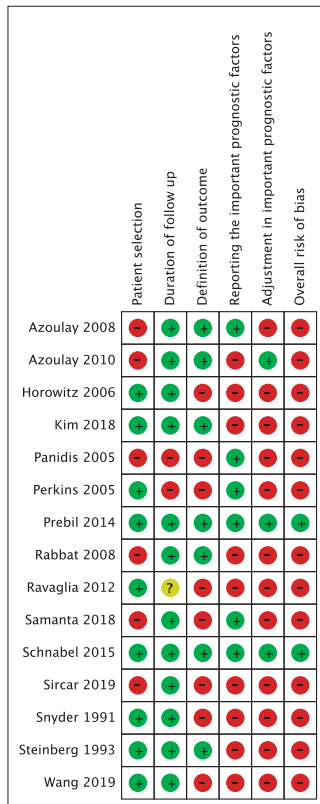 Patient selection
Duration of follow up
Definition of outcome
Reporting the important prognostic factors
Adjustment in important prognostic factors
Overall risk of bias
Azoulay 2008 - + + + - -
Azoulay 2010 - + + - + -
Horowitz 2006 + + - - - -
Kim 2018 + + + - - -
Panidis 2005 - - - + - -
Perkins 2005 + - - + - -
Prebil 2014 + + + + + +
Rabbat 2008 - + + - - -
Ravaglia 2012 + ? - - - -
Samanta 2018 - + - + - -
Schnabel 2015 + + + + + +
Sircar 2019 - + - - - -
Snyder 1991 + + - - - -
Steinberg 1993 + + + - - -
Wang 2019 + + - - - -